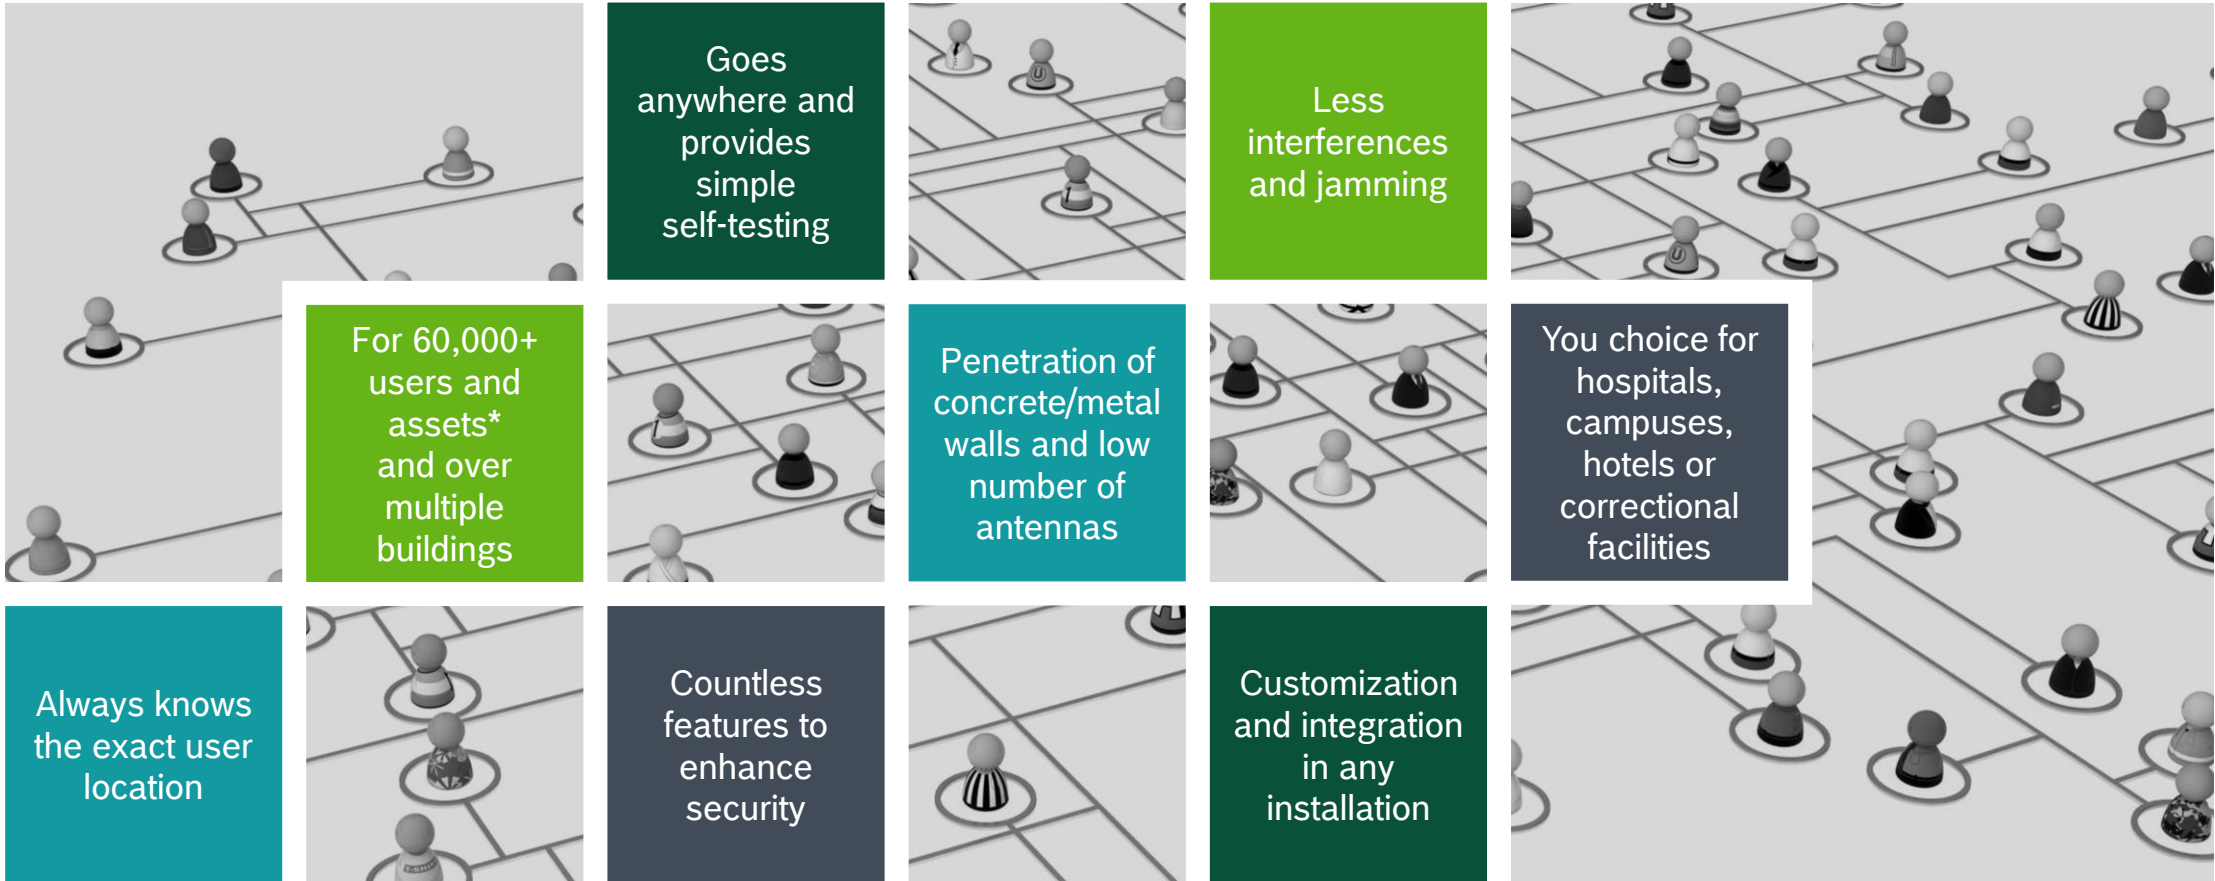 Goes
anywhere and
provides
simple
self-testing
Less
interferences
and jamming
For 60,000+
users and
assets*
and over
multiple
buildings
Penetration of
concrete/metal
walls and low
number of
antennas
You choice for
hospitals,
campuses,
hotels or
correctional
facilities
Always knows
the exact user
location
Countless
features to
enhance
security
Customization
and integration
in any
installation